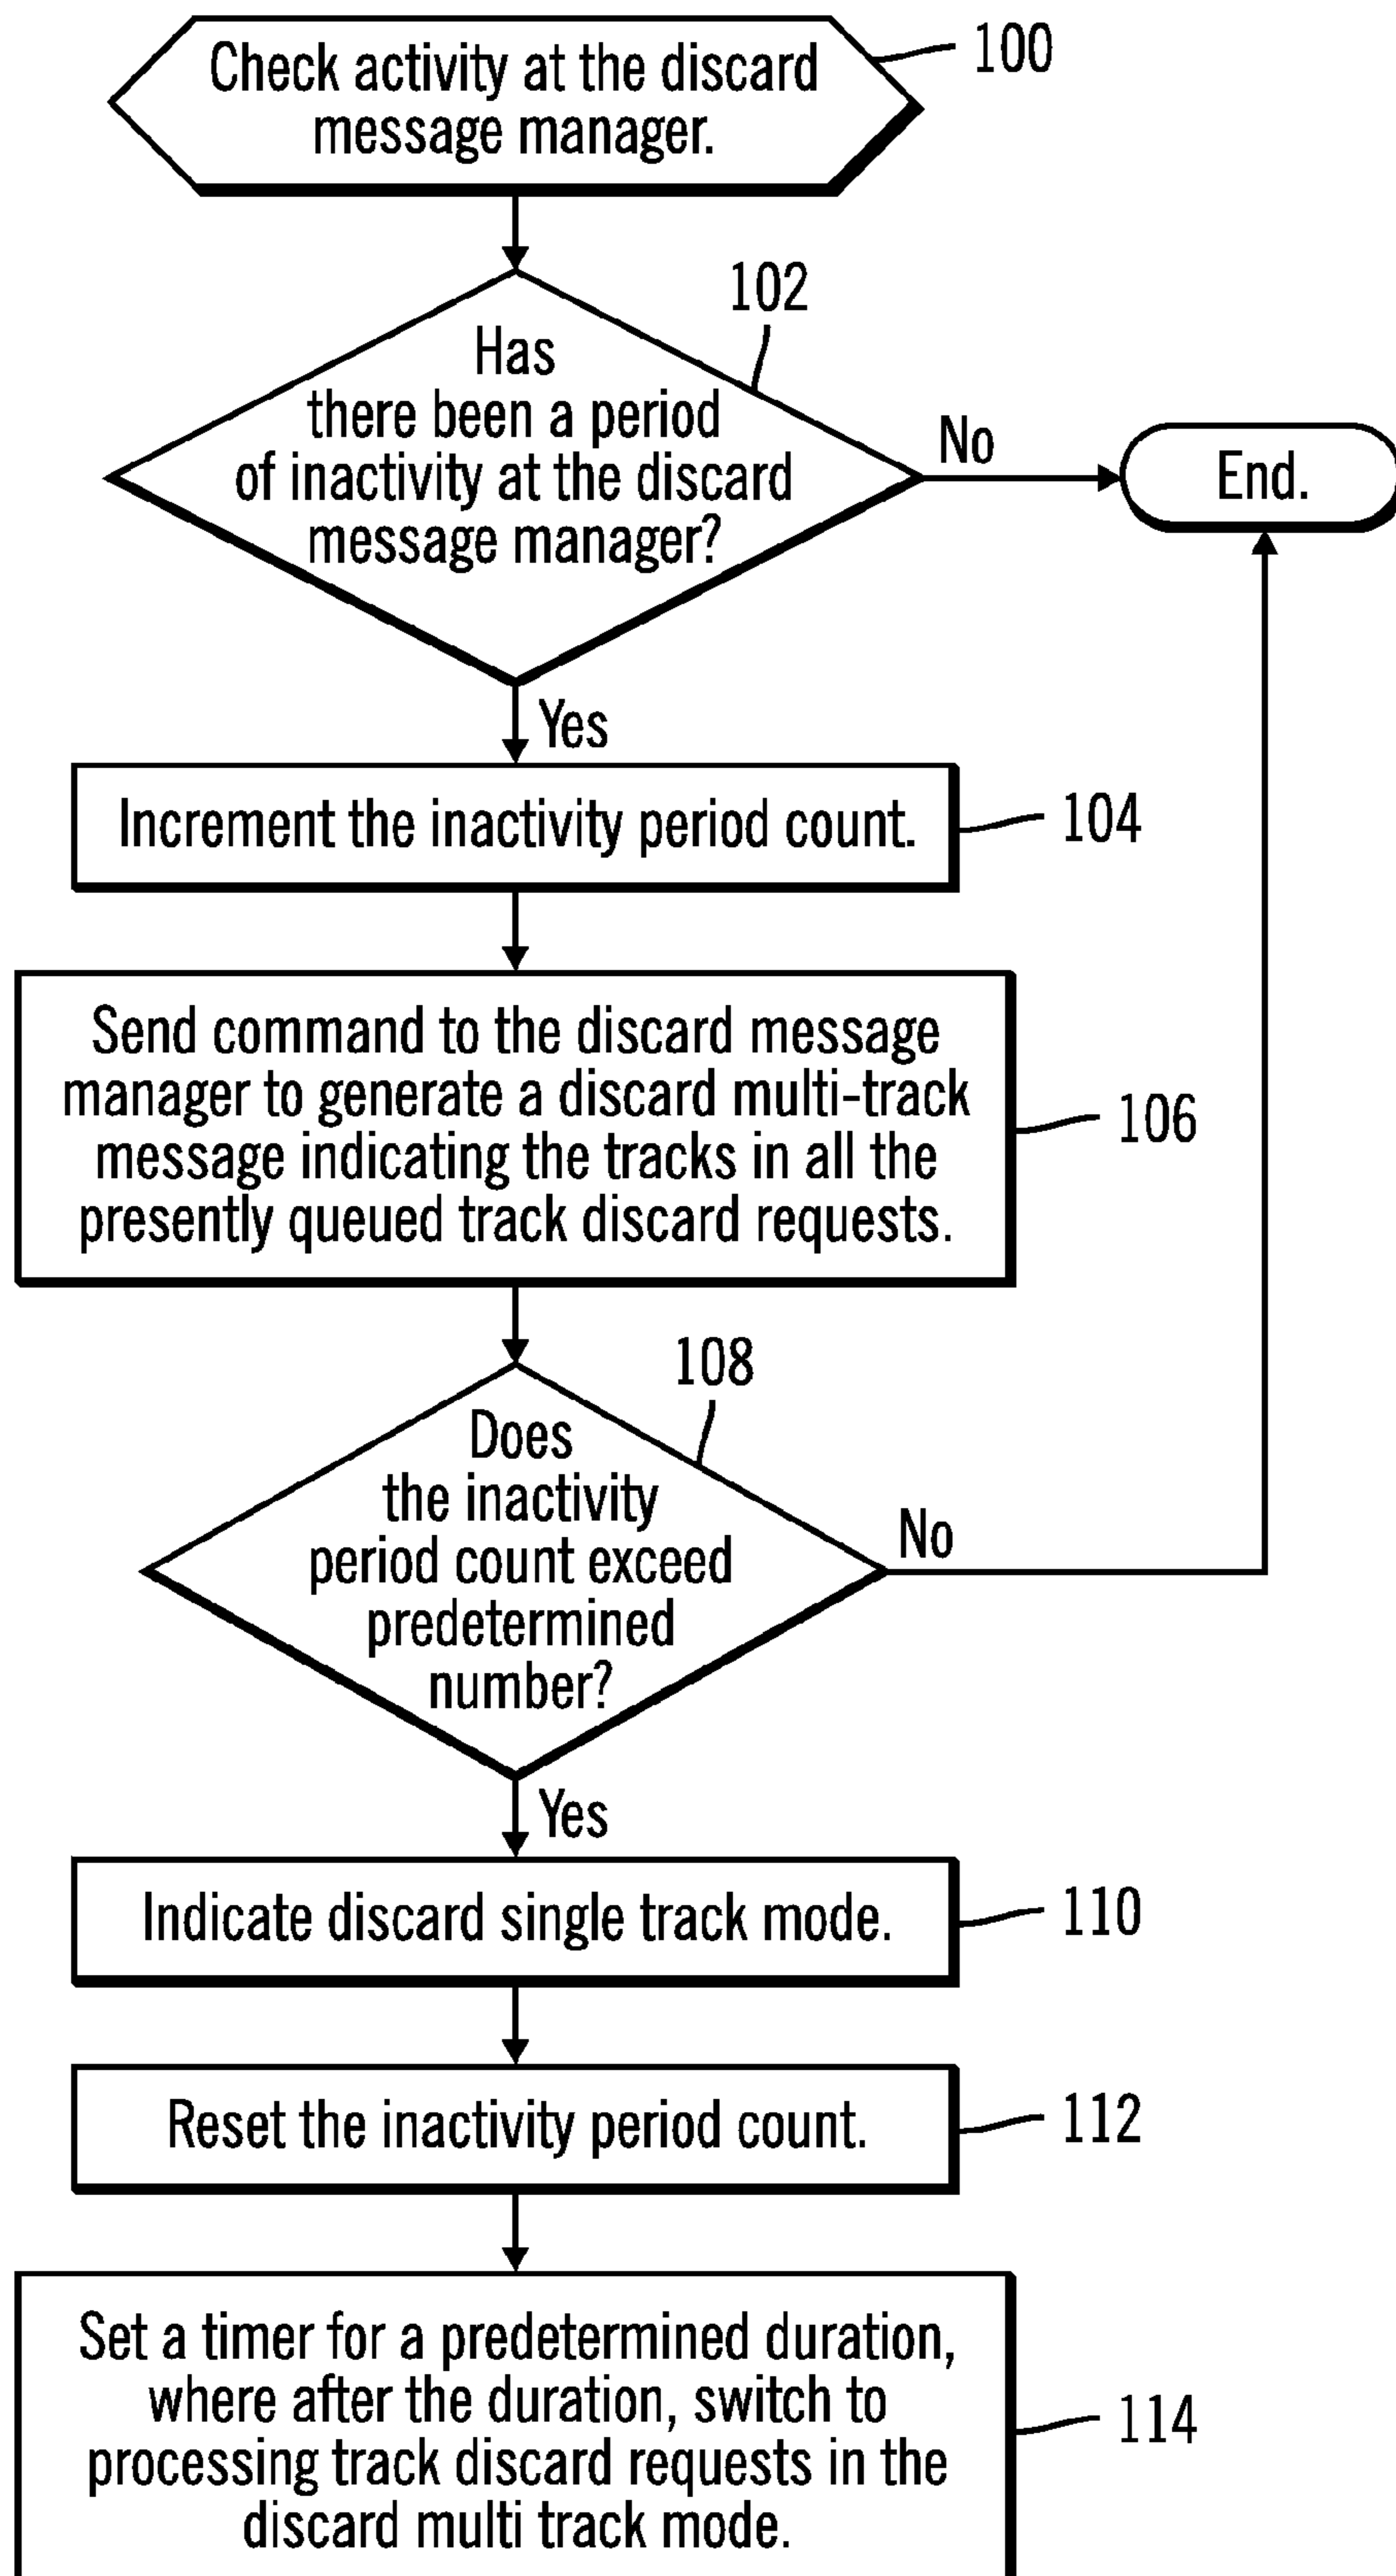 Check activity at the discard
message manager.
100
102
Has
there been a period
of inactivity at the discard
message manager?
No
End.
Yes
Increment the inactivity period count.
104
Send command to the discard message
manager to generate a discard multi-track
message indicating the tracks in all the
presently queued track discard requests.
106
108
Does
the inactivity
period count exceed
predetermined
number?
No
Yes
Indicate discard single track mode.
110
Reset the inactivity period count.
112
Set a timer for a predetermined duration,
where after the duration, switch to
processing track discard requests in the
discard multi track mode.
114